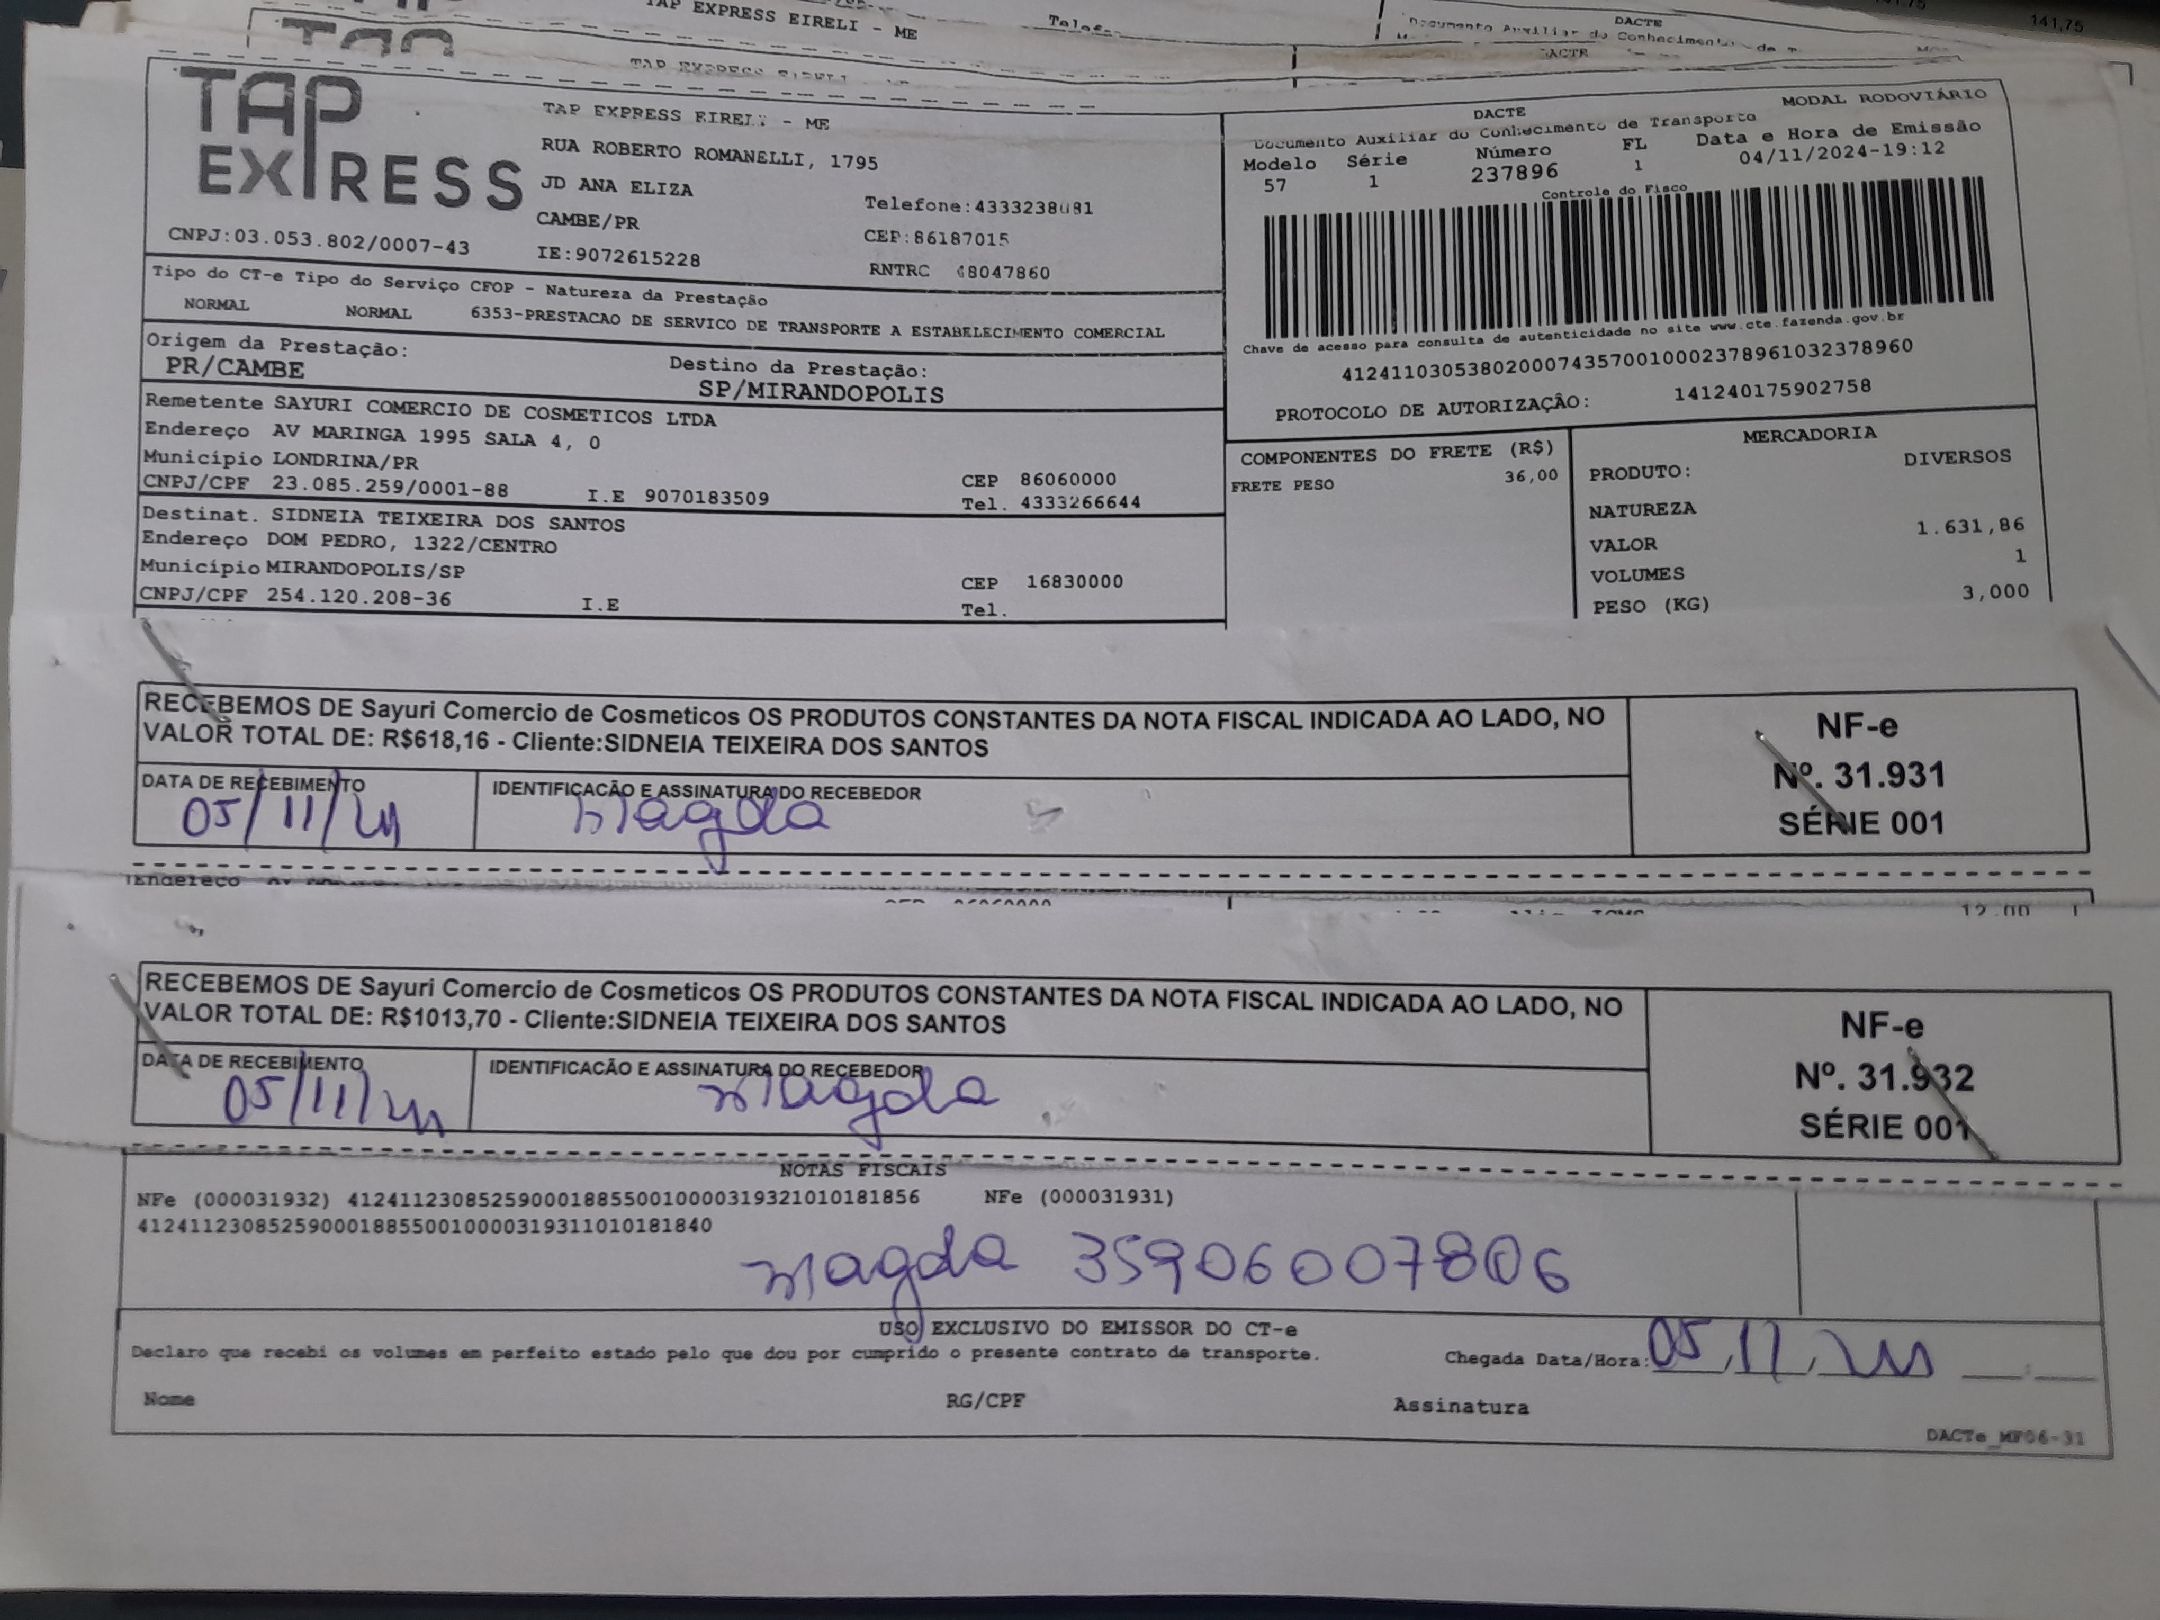 TAP EXPRESS EIRELI - ME
DACTE
141,75
TAP EXPRESS
TAP EXPRESS EIRELI - ME
RUA ROBERTO ROMANELLI, 1795
JD ANA ELIZA
CAMBE/PR
Telefone:4333238081
CEP:86187015
CNPJ:03.053.802/0007-43
IE:9072615228
RNTRC 48047860
DACTE
MODAL RODOVIÁRIO
Documento Auxiliar do Conhecimento de Transporte
Modelo Série Número FL Data e Hora de Emissão
57 1 237896 1 04/11/2024-19:12
Controle do Fisco
Chave de acesso para consulta de autenticidade no site www.cte.fazenda.gov.br
41241103053802000743570010002378961032378960
PROTOCOLO DE AUTORIZAÇÃO: 141240175902758
Tipo do CT-e Tipo do Serviço CFOP - Natureza da Prestação
NORMAL NORMAL 6353-PRESTACAO DE SERVICO DE TRANSPORTE A ESTABELECIMENTO COMERCIAL
Origem da Prestação: Destino da Prestação:
PR/CAMBE SP/MIRANDOPOLIS
Remetente SAYURI COMERCIO DE COSMETICOS LTDA
Endereço AV MARINGA 1995 SALA 4, 0
Município LONDRINA/PR CEP 86060000
CNPJ/CPF 23.085.259/0001-88 I.E 9070183509 Tel. 4333266644
Destinat. SIDNEIA TEIXEIRA DOS SANTOS
Endereço DOM PEDRO, 1322/CENTRO
Município MIRANDOPOLIS/SP CEP 16830000
CNPJ/CPF 254.120.208-36 I.E Tel.
COMPONENTES DO FRETE (R$)
FRETE PESO 36,00
MERCADORIA
PRODUTO: DIVERSOS
NATUREZA
VALOR 1.631,86
VOLUMES 1
PESO (KG) 3,000
RECEBEMOS DE Sayuri Comercio de Cosmeticos OS PRODUTOS CONSTANTES DA NOTA FISCAL INDICADA AO LADO, NO
VALOR TOTAL DE: R$618,16 - Cliente:SIDNEIA TEIXEIRA DOS SANTOS
DATA DE RECEBIMENTO IDENTIFICAÇÃO E ASSINATURA DO RECEBEDOR
05/11/24 Magda
NF-e
Nº. 31.931
SÉRIE 001
Endereço
12,00
RECEBEMOS DE Sayuri Comercio de Cosmeticos OS PRODUTOS CONSTANTES DA NOTA FISCAL INDICADA AO LADO, NO
VALOR TOTAL DE: R$1013,70 - Cliente:SIDNEIA TEIXEIRA DOS SANTOS
DATA DE RECEBIMENTO IDENTIFICAÇÃO E ASSINATURA DO RECEBEDOR
05/11/24 Magda
NF-e
Nº. 31.932
SÉRIE 001
NOTAS FISCAIS
NFe (000031932) 41241123085259000188550010000319321010181856 NFe (000031931)
41241123085259000188550010000319311010181840
Magda 35906007806
USO EXCLUSIVO DO EMISSOR DO CT-e
Declaro que recebi os volumes em perfeito estado pelo que dou por cumprido o presente contrato de transporte. Chegada Data/Hora: 05/11/24
Nome RG/CPF Assinatura
DACTe_MF06-31